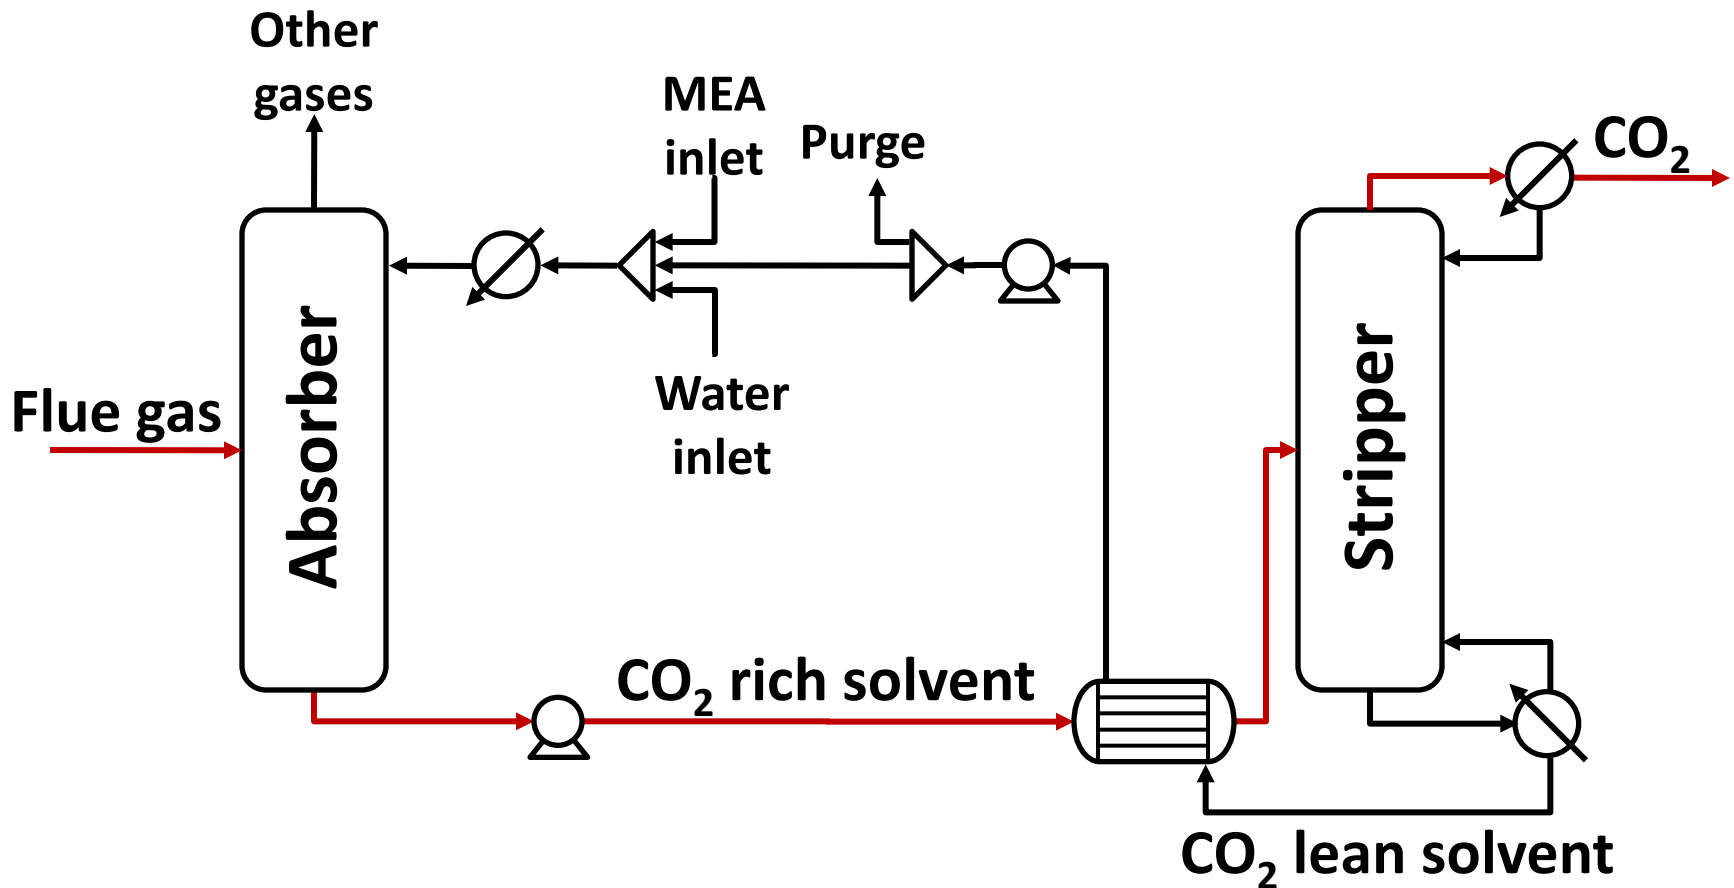 Other
gases
MEA
inlet
Purge
CO₂
Absorber
Flue gas
Water
inlet
Stripper
CO₂ rich solvent
CO₂ lean solvent